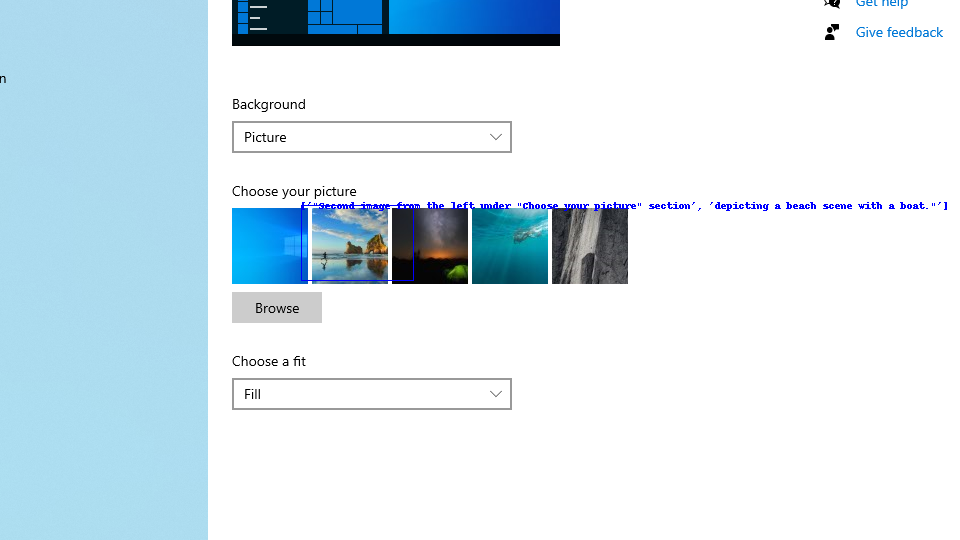 Get help
Give feedback
n
Background
Picture
Choose your picture
['"Second image from the left under "Choose your picture" section', 'depicting a beach scene with a boat."']
Browse
Choose a fit
Fill